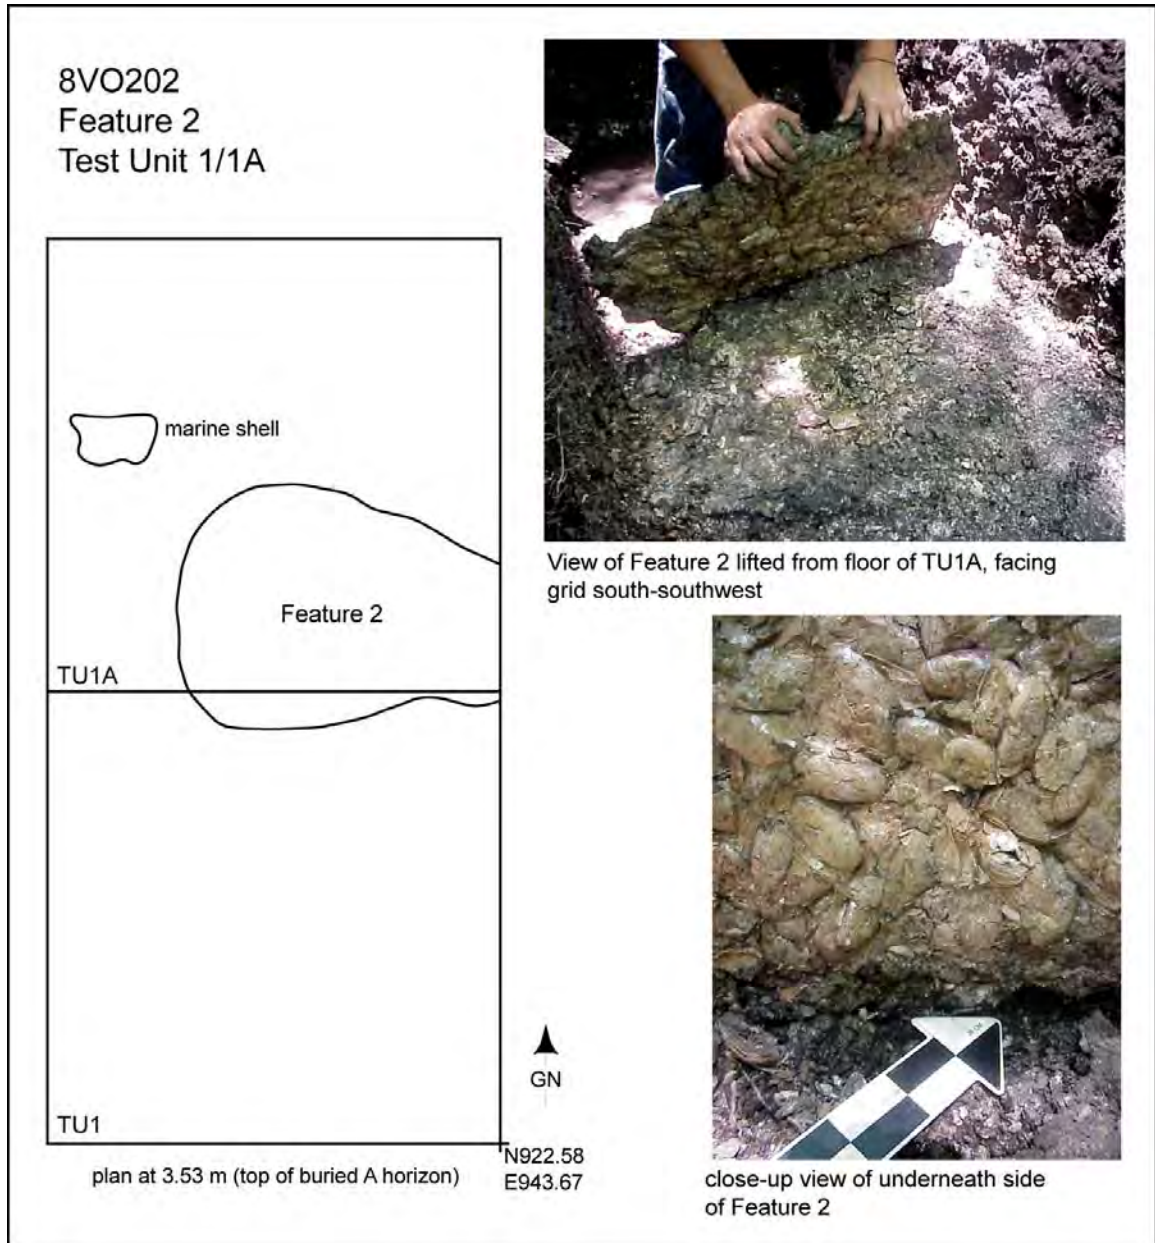 8VO202
Feature 2
Test Unit 1/1A
marine shell
Feature 2
TU1A
GN
TU1
N922.58
E943.67
plan at 3.53 m (top of buried A horizon)
View of Feature 2 lifted from floor of TU1A, facing
grid south-southwest
close-up view of underneath side
of Feature 2